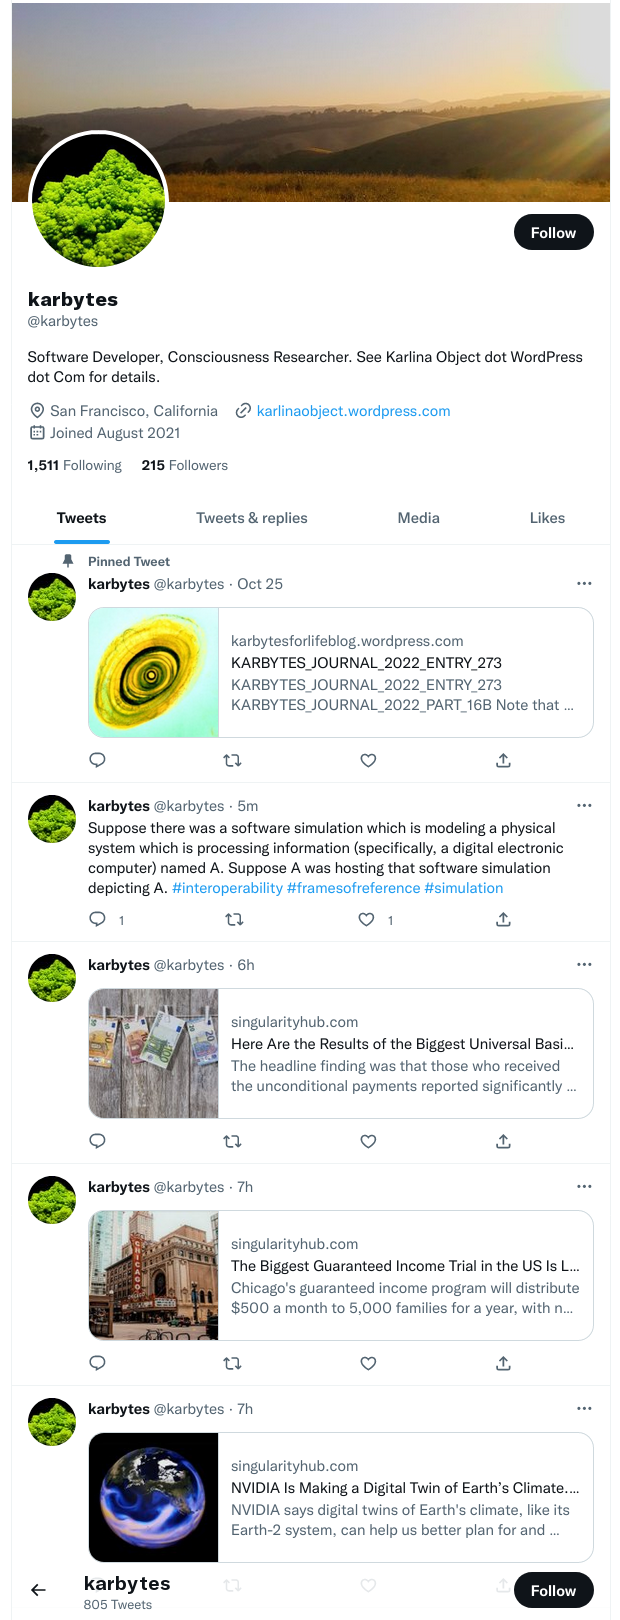 Follow
karbytes
@karbytes
Software Developer, Consciousness Researcher. See Karlina Object dot WordPress
dot Com for details.
San Francisco, California karlinaobject.wordpress.com
Joined August 2021
1,511 Following 215 Followers
Tweets Tweets & replies Media Likes
Pinned Tweet
karbytes @karbytes · Oct 25
karbytesforlifeblog.wordpress.com
KARBYTES_JOURNAL_2022_ENTRY_273
KARBYTES_JOURNAL_2022_ENTRY_273
KARBYTES_JOURNAL_2022_PART_16B Note that ...
karbytes @karbytes · 5m
Suppose there was a software simulation which is modeling a physical
system which is processing information (specifically, a digital electronic
computer) named A. Suppose A was hosting that software simulation
depicting A. #interoperability #framesofreference #simulation
1 1
karbytes @karbytes · 6h
singularityhub.com
Here Are the Results of the Biggest Universal Basi...
The headline finding was that those who received
the unconditional payments reported significantly ...
karbytes @karbytes · 7h
singularityhub.com
The Biggest Guaranteed Income Trial in the US Is L...
Chicago's guaranteed income program will distribute
$500 a month to 5,000 families for a year, with n...
CHICAGO
karbytes @karbytes · 7h
singularityhub.com
NVIDIA Is Making a Digital Twin of Earth’s Climate....
NVIDIA says digital twins of Earth's climate, like its
Earth-2 system, can help us better plan for and ...
karbytes
805 Tweets
Follow